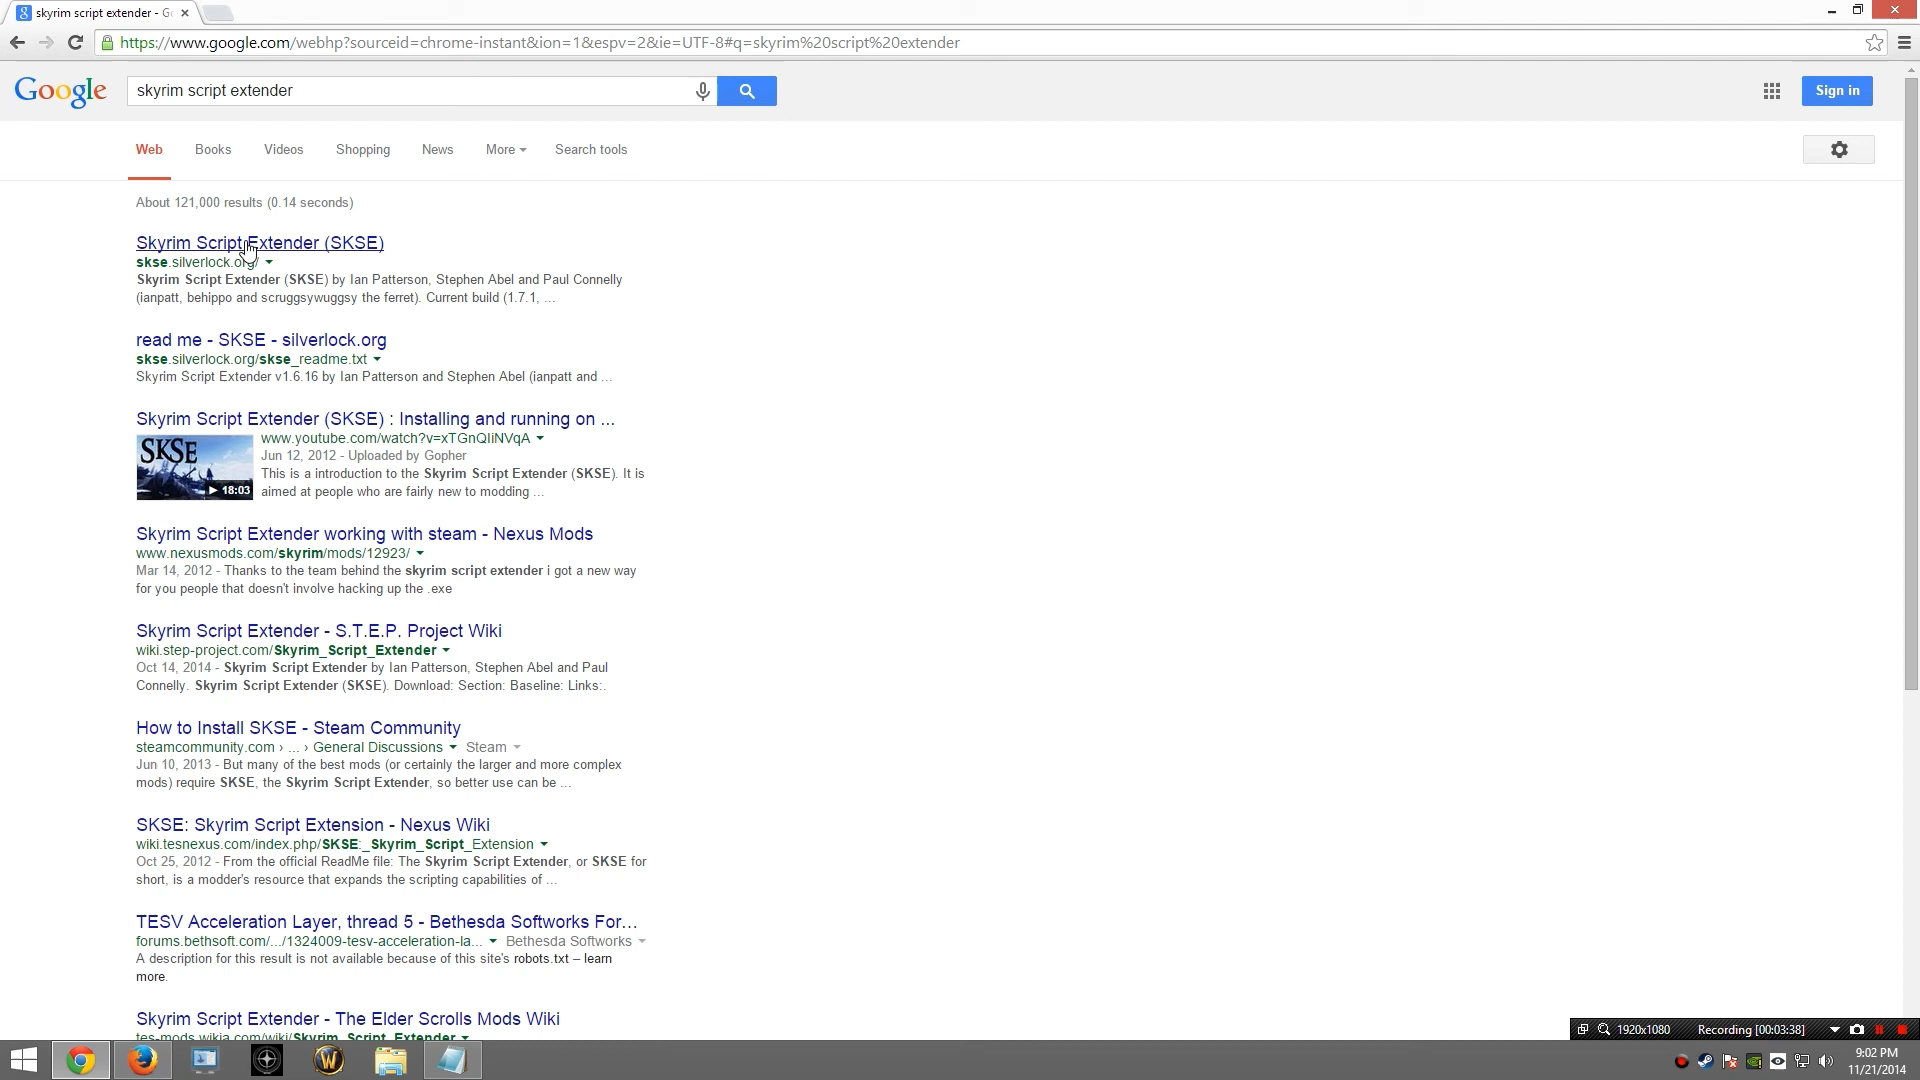 skyrim script extender - G
https://www.google.com/webhp?sourceid=chrome-instant&ion=1&espv=2&ie=UTF-8#q=skyrim%20script%20extender
Google
skyrim script extender
Sign in
Web Books Videos Shopping News More Search tools
About 121,000 results (0.14 seconds)
Skyrim Script Extender (SKSE)
skse.silverlock.org/
Skyrim Script Extender (SKSE) by Ian Patterson, Stephen Abel and Paul Connelly
(ianpatt, behippo and scruggsywuggsy the ferret). Current build (1.7.1, ...
read me - SKSE - silverlock.org
skse.silverlock.org/skse_readme.txt
Skyrim Script Extender v1.6.16 by Ian Patterson and Stephen Abel (ianpatt and ...
Skyrim Script Extender (SKSE) : Installing and running on ...
SKSE
18:03
www.youtube.com/watch?v=xTGnQIiNVqA
Jun 12, 2012 - Uploaded by Gopher
This is a introduction to the Skyrim Script Extender (SKSE). It is
aimed at people who are fairly new to modding ...
Skyrim Script Extender working with steam - Nexus Mods
www.nexusmods.com/skyrim/mods/12923/
Mar 14, 2012 - Thanks to the team behind the skyrim script extender i got a new way
for you people that doesn't involve hacking up the .exe
Skyrim Script Extender - S.T.E.P. Project Wiki
wiki.step-project.com/Skyrim_Script_Extender
Oct 14, 2014 - Skyrim Script Extender by Ian Patterson, Stephen Abel and Paul
Connelly. Skyrim Script Extender (SKSE). Download: Section: Baseline: Links:.
How to Install SKSE - Steam Community
steamcommunity.com › ... › General Discussions Steam
Jun 10, 2013 - But many of the best mods (or certainly the larger and more complex
mods) require SKSE, the Skyrim Script Extender, so better use can be ...
SKSE: Skyrim Script Extension - Nexus Wiki
wiki.tesnexus.com/index.php/SKSE:_Skyrim_Script_Extension
Oct 25, 2012 - From the official ReadMe file: The Skyrim Script Extender, or SKSE for
short, is a modder's resource that expands the scripting capabilities of ...
TESV Acceleration Layer, thread 5 - Bethesda Softworks For...
forums.bethsoft.com/.../1324009-tesv-acceleration-la... Bethesda Softworks
A description for this result is not available because of this site's robots.txt – learn
more.
Skyrim Script Extender - The Elder Scrolls Mods Wiki
tes-mods.wikia.com/wiki/Skyrim_Script_Extender
1920x1080 Recording [00:03:38]
9:02 PM
11/21/2014